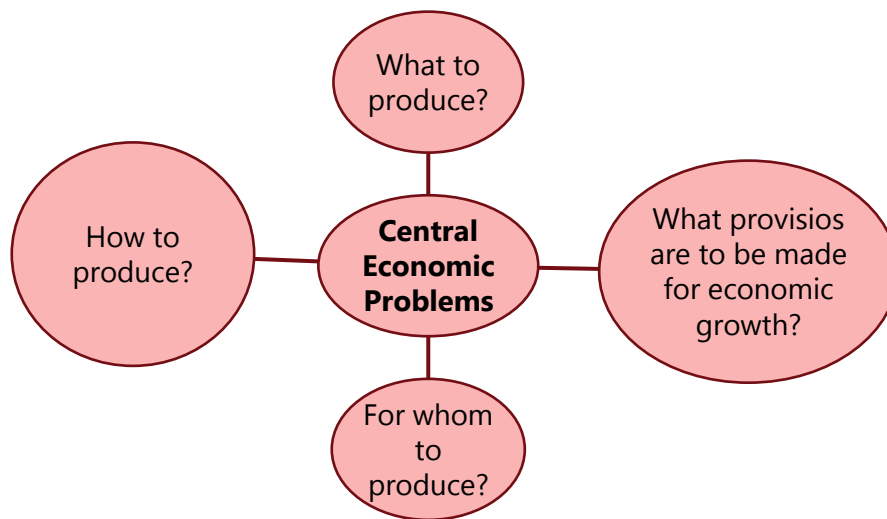 What to
produce?
How to
produce?
Central
Economic
Problems
What provisios
are to be made
for economic
growth?
For whom
to
produce?